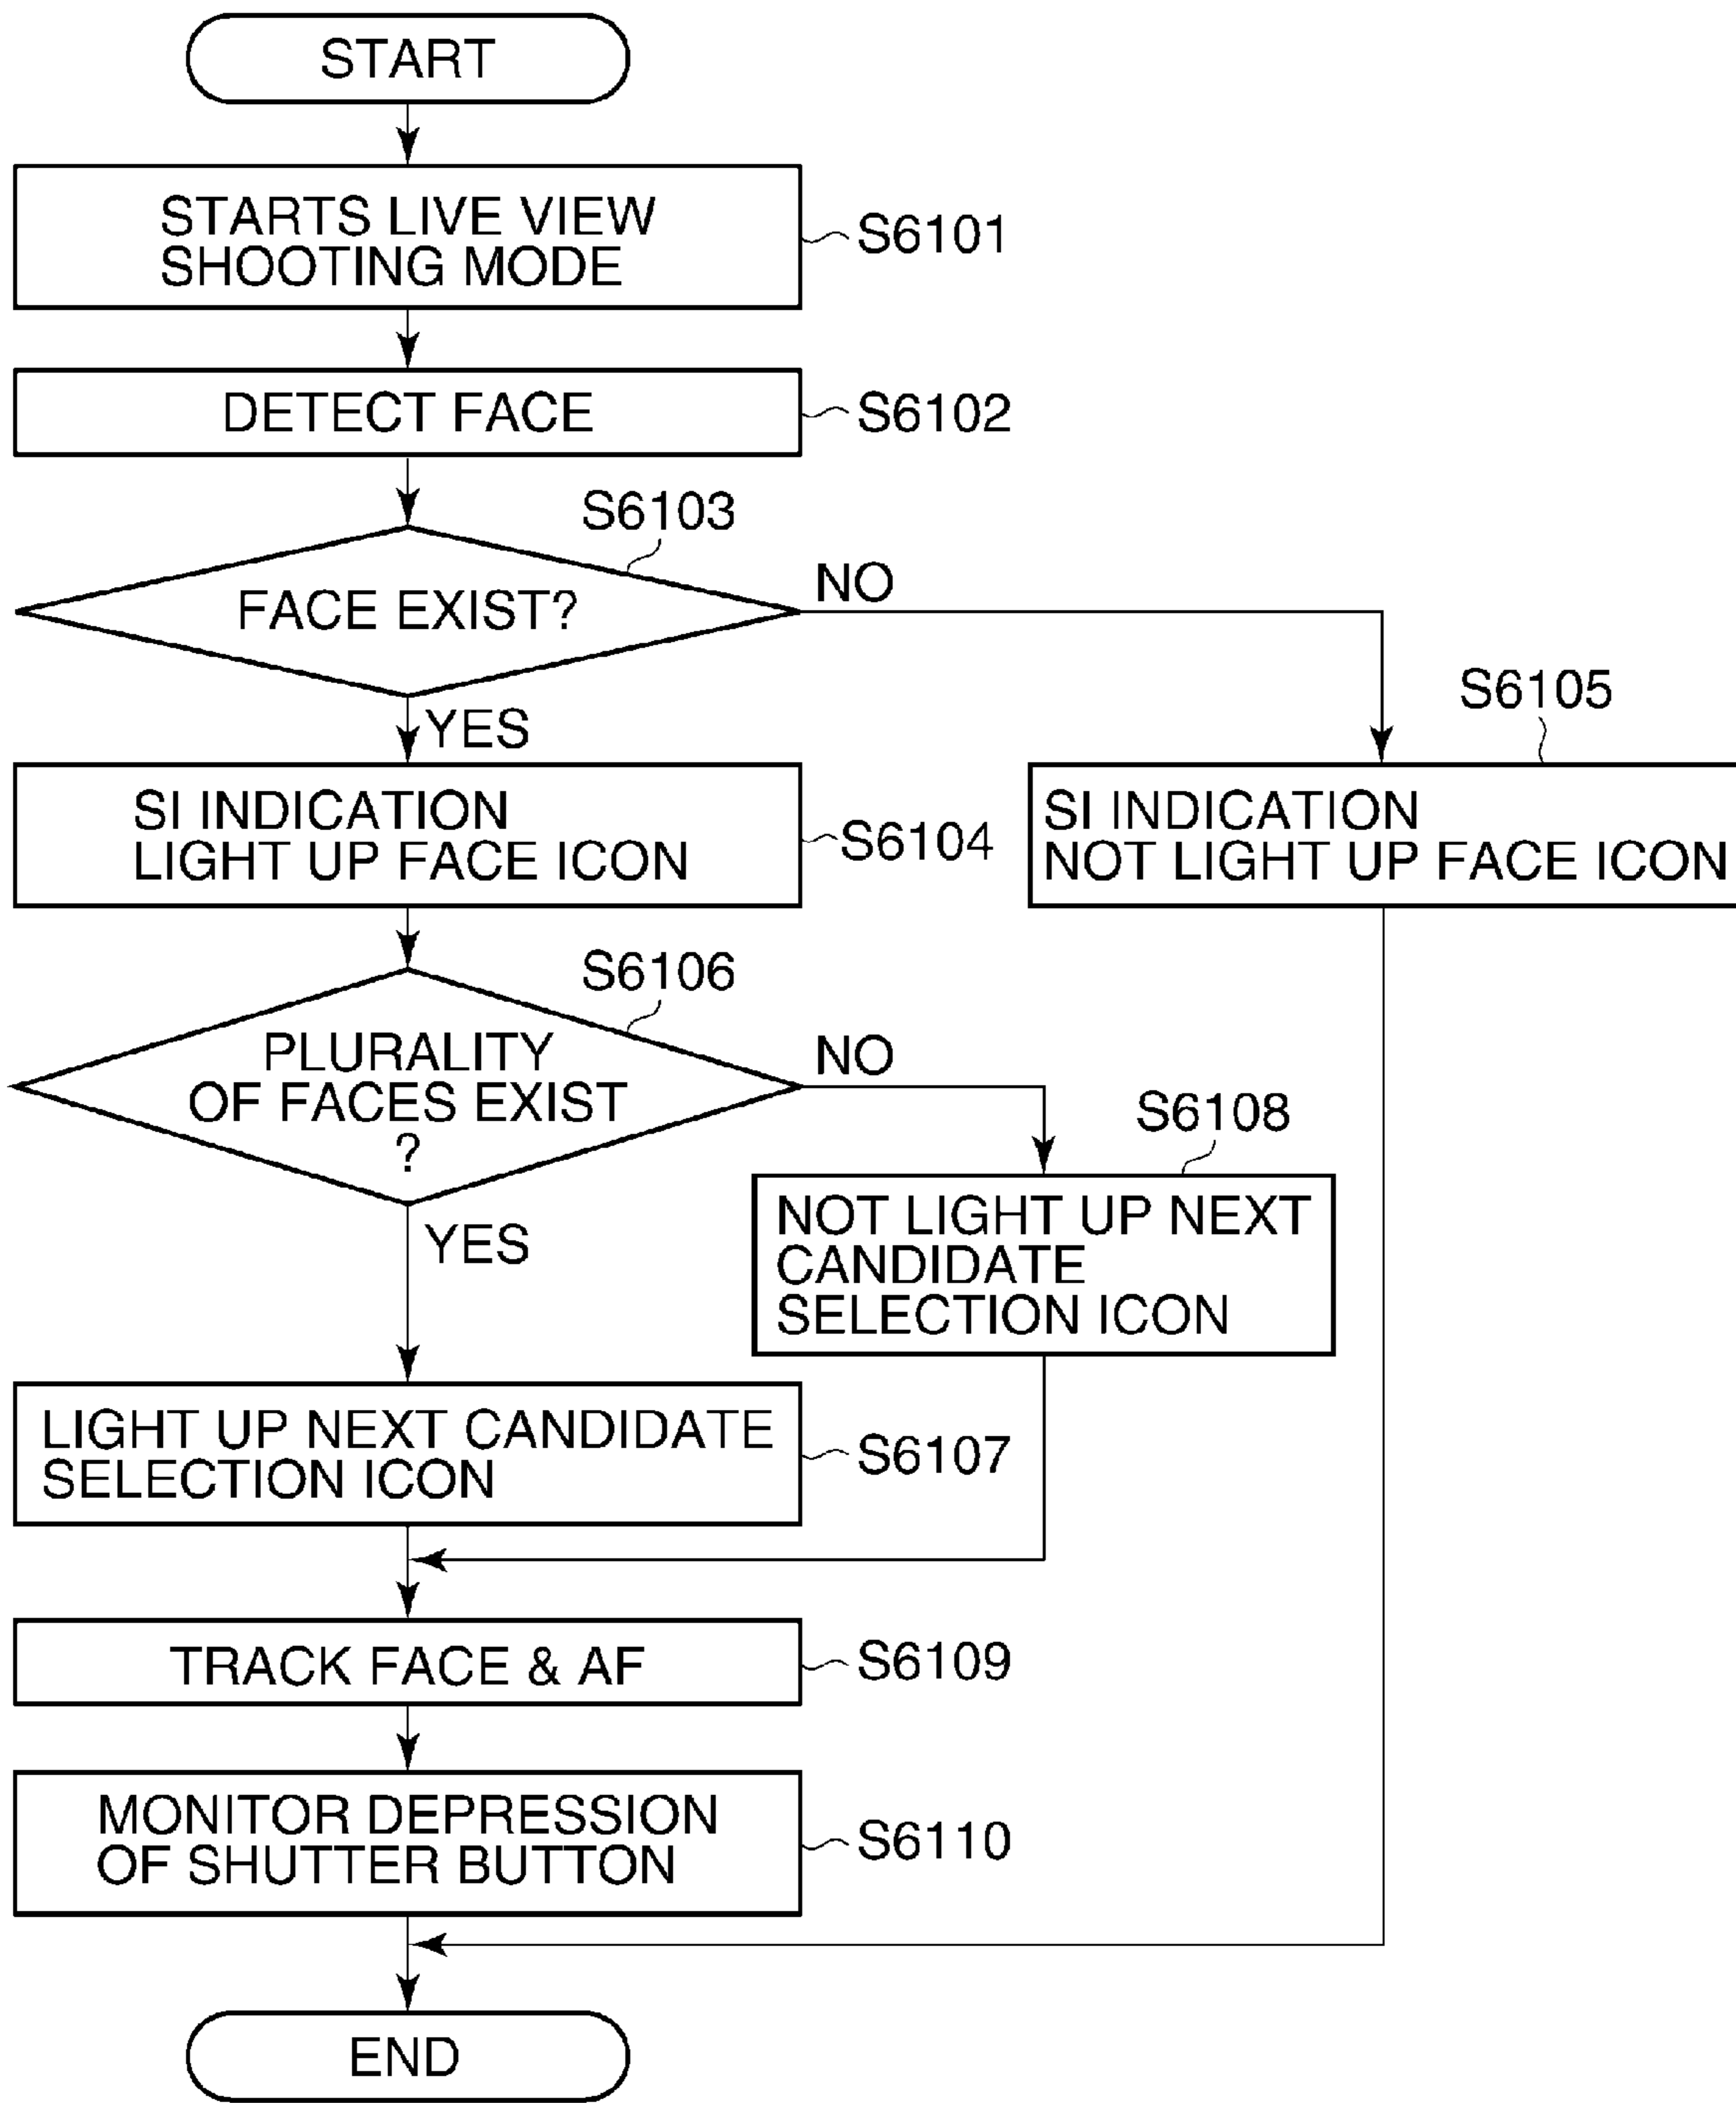 START
STARTS LIVE VIEW
SHOOTING MODE
S6101
DETECT FACE
S6102
S6103
FACE EXIST?
NO
YES
S6105
SI INDICATION
LIGHT UP FACE ICON
S6104
SI INDICATION
NOT LIGHT UP FACE ICON
S6106
PLURALITY
OF FACES EXIST
?
NO
YES
S6108
NOT LIGHT UP NEXT
CANDIDATE
SELECTION ICON
LIGHT UP NEXT CANDIDATE
SELECTION ICON
S6107
TRACK FACE & AF
S6109
MONITOR DEPRESSION
OF SHUTTER BUTTON
S6110
END